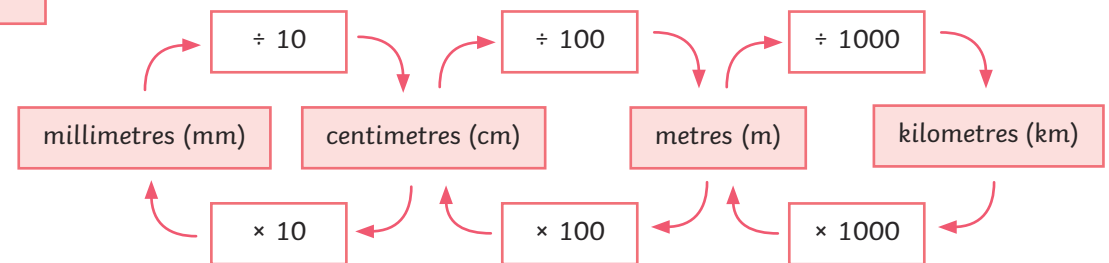 ÷ 10
÷ 100
÷ 1000
millimetres (mm)
centimetres (cm)
metres (m)
kilometres (km)
× 10
× 100
× 1000